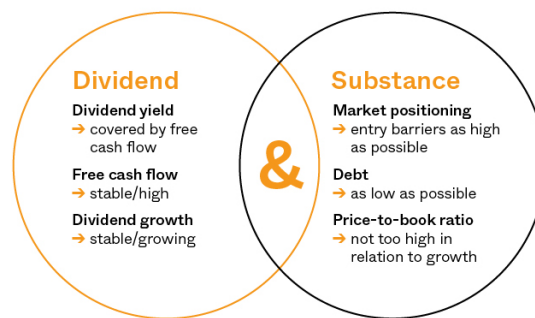 Dividend
Dividend yield
→ covered by free
cash flow
Free cash flow
→ stable/high
Dividend growth
→ stable/growing
&
Substance
Market positioning
→ entry barriers as high
as possible
Debt
→ as low as possible
Price-to-book ratio
→ not too high in
relation to growth